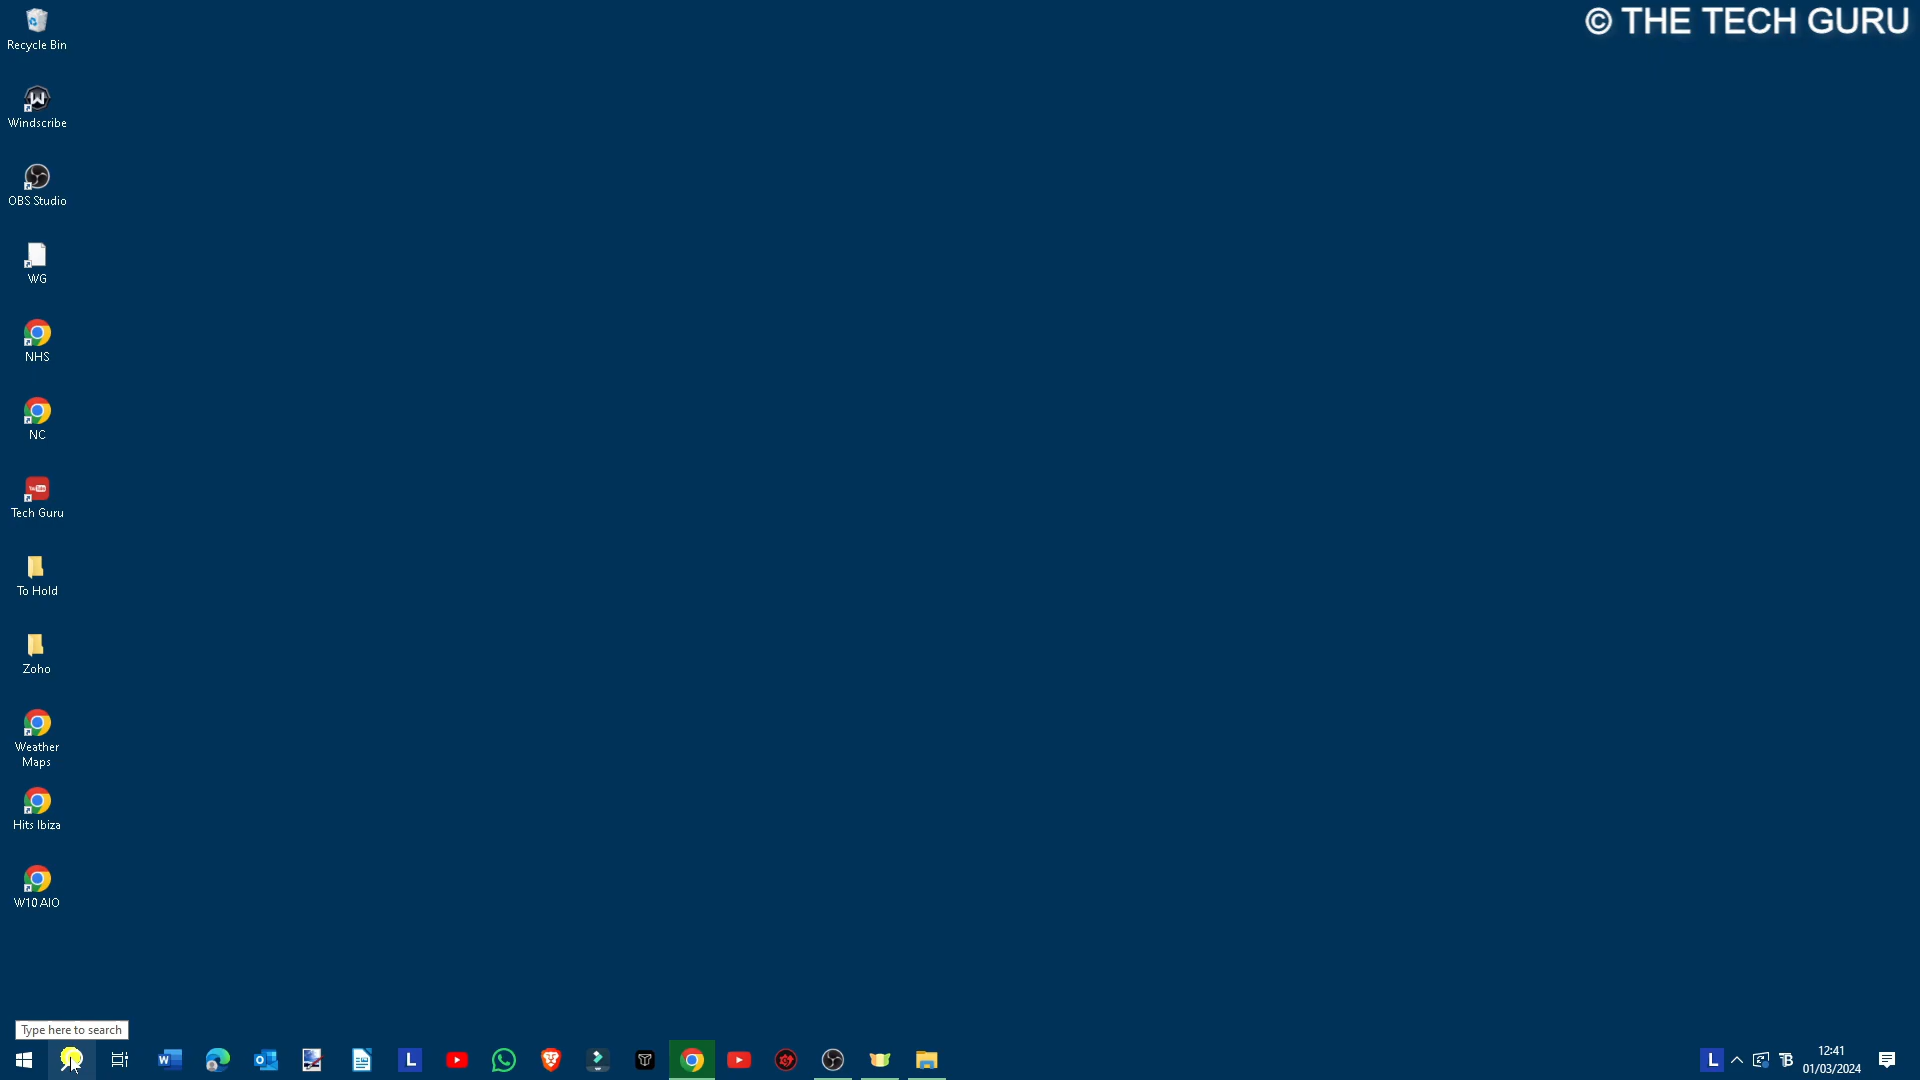 © THE TECH GURU
Recycle Bin
Windscribe
OBS Studio
WG
NHS
NC
YouTube
Tech Guru
To Hold
Zoho
Weather
Maps
Hits Ibiza
W10 AIO
Type here to search
L
L
12:41
01/03/2024